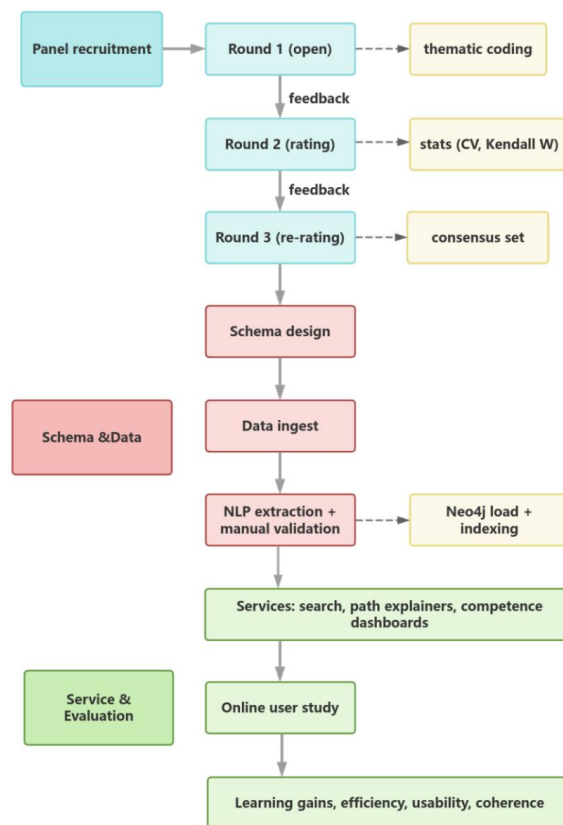 Panel recruitment
Round 1 (open)
thematic coding
feedback
Round 2 (rating)
stats (CV, Kendall W)
feedback
Round 3 (re-rating)
consensus set
Schema design
Schema &Data
Data ingest
NLP extraction +
manual validation
Neo4j load +
indexing
Services: search, path explainers, competence
dashboards
Service &
Evaluation
Online user study
Learning gains, efficiency, usability, coherence